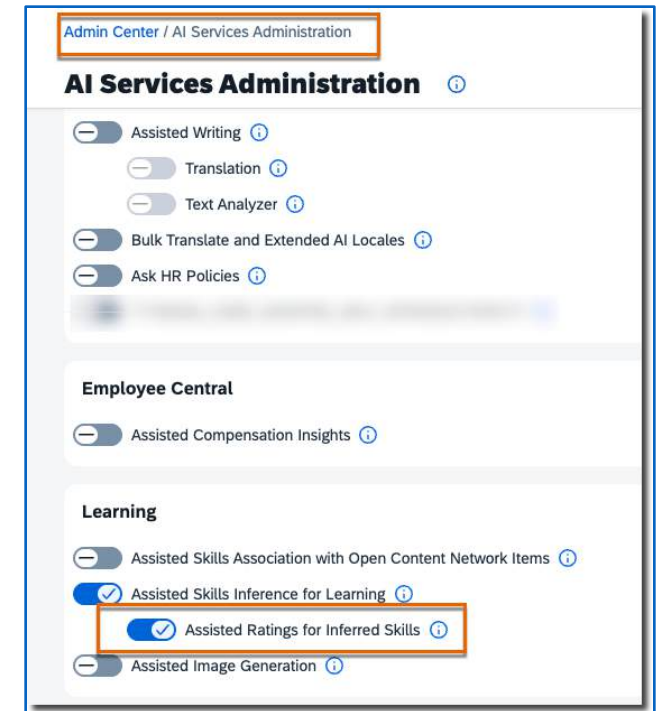 Admin Center / AI Services Administration
AI Services Administration
Assisted Writing
Translation
Text Analyzer
Bulk Translate and Extended AI Locales
Ask HR Policies
Employee Central
Assisted Compensation Insights
Learning
Assisted Skills Association with Open Content Network Items
Assisted Skills Inference for Learning
Assisted Ratings for Inferred Skills
Assisted Image Generation